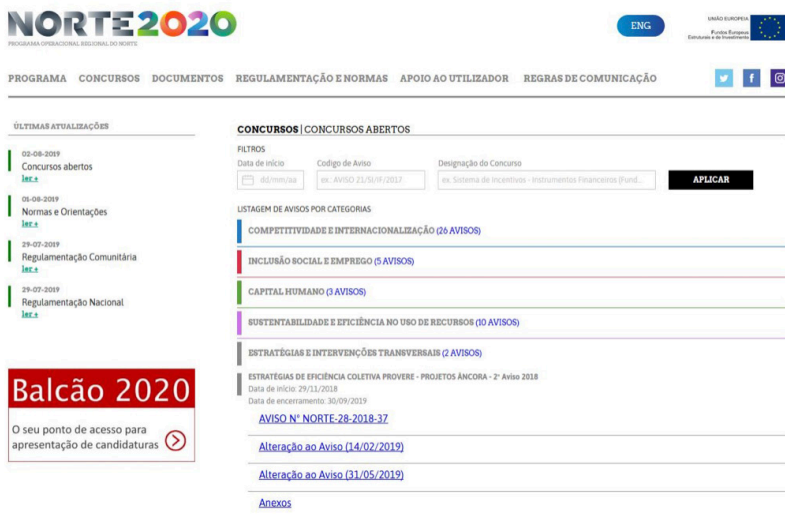 NORTE2020
PROGRAMA OPERACIONAL REGIONAL DO NORTE
ENG
UNIÃO EUROPEIA
Fundos Europeus
Estruturais e de Investimento
PROGRAMA CONCURSOS DOCUMENTOS REGULAMENTAÇÃO E NORMAS APOIO AO UTILIZADOR REGRAS DE COMUNICAÇÃO
ÚLTIMAS ATUALIZAÇÕES
02-08-2019
Concursos abertos
ler +
01-08-2019
Normas e Orientações
ler +
29-07-2019
Regulamentação Comunitária
ler +
29-07-2019
Regulamentação Nacional
ler +
Balcão 2020
O seu ponto de acesso para
apresentação de candidaturas
CONCURSOS | CONCURSOS ABERTOS
FILTROS
Data de início Codigo de Aviso Designação do Concurso
dd/mm/aa ex.: AVISO 21/SI/IF/2017 ex. Sistema de incentivos - Instrumentos Financeiros (Fund... APLICAR
LISTAGEM DE AVISOS POR CATEGORIAS
COMPETITIVIDADE E INTERNACIONALIZAÇÃO (26 AVISOS)
INCLUSÃO SOCIAL E EMPREGO (5 AVISOS)
CAPITAL HUMANO (3 AVISOS)
SUSTENTABILIDADE E EFICIÊNCIA NO USO DE RECURSOS (10 AVISOS)
ESTRATÉGIAS E INTERVENÇÕES TRANSVERSAIS (2 AVISOS)
ESTRATÉGIAS DE EFICIÊNCIA COLETIVA PROVERE - PROJETOS ÂNCORA - 2º Aviso 2018
Data de início: 29/11/2018
Data de encerramento: 30/09/2019
AVISO Nº NORTE-28-2018-37
Alteração ao Aviso (14/02/2019)
Alteração ao Aviso (31/05/2019)
Anexos